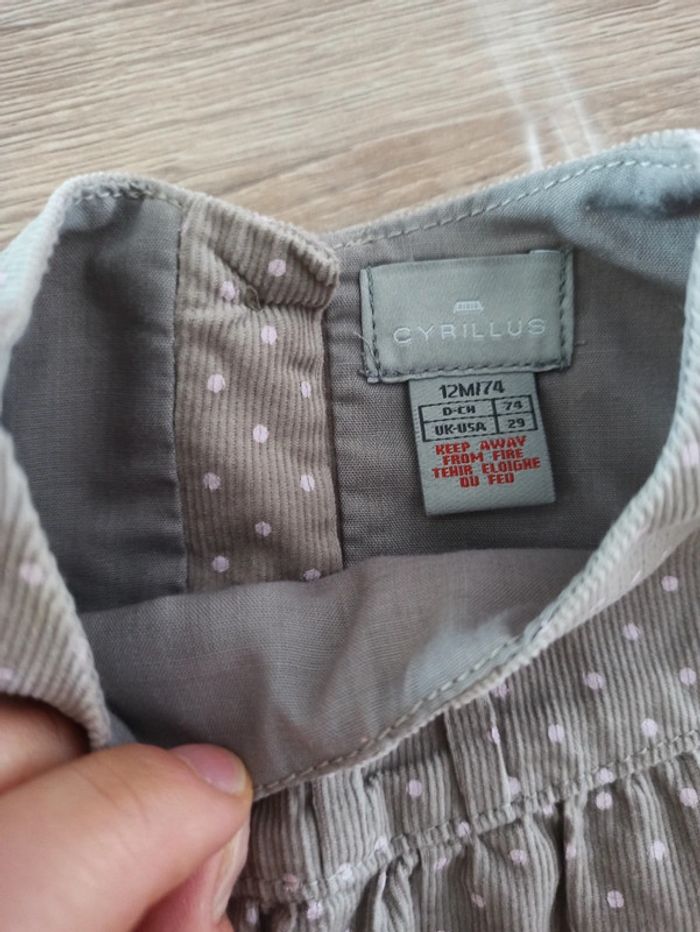 CYRILLUS
12M/74
D-CH 74
UK-USA 29
KEEP AWAY
FROM FIRE
TENIR ELOIGNE
DU FEU